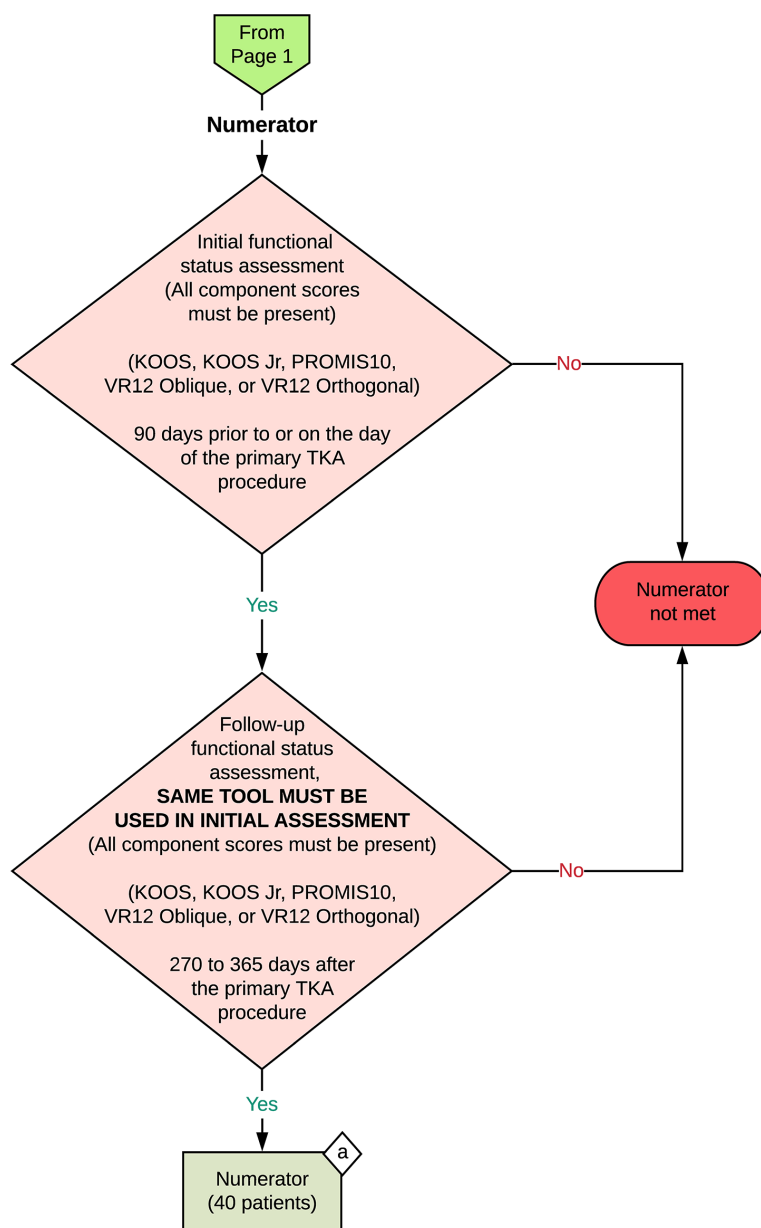 From
Page 1
Numerator
Initial functional
status assessment
(All component scores
must be present)
(KOOS, KOOS Jr, PROMIS10,
VR12 Oblique, or VR12 Orthogonal)
90 days prior to or on the day
of the primary TKA
procedure
No
Numerator
not met
Yes
Follow-up
functional status
assessment,
SAME TOOL MUST BE
USED IN INITIAL ASSESSMENT
(All component scores must be present)
(KOOS, KOOS Jr, PROMIS10,
VR12 Oblique, or VR12 Orthogonal)
270 to 365 days after
the primary TKA
procedure
No
Yes
a
Numerator
(40 patients)